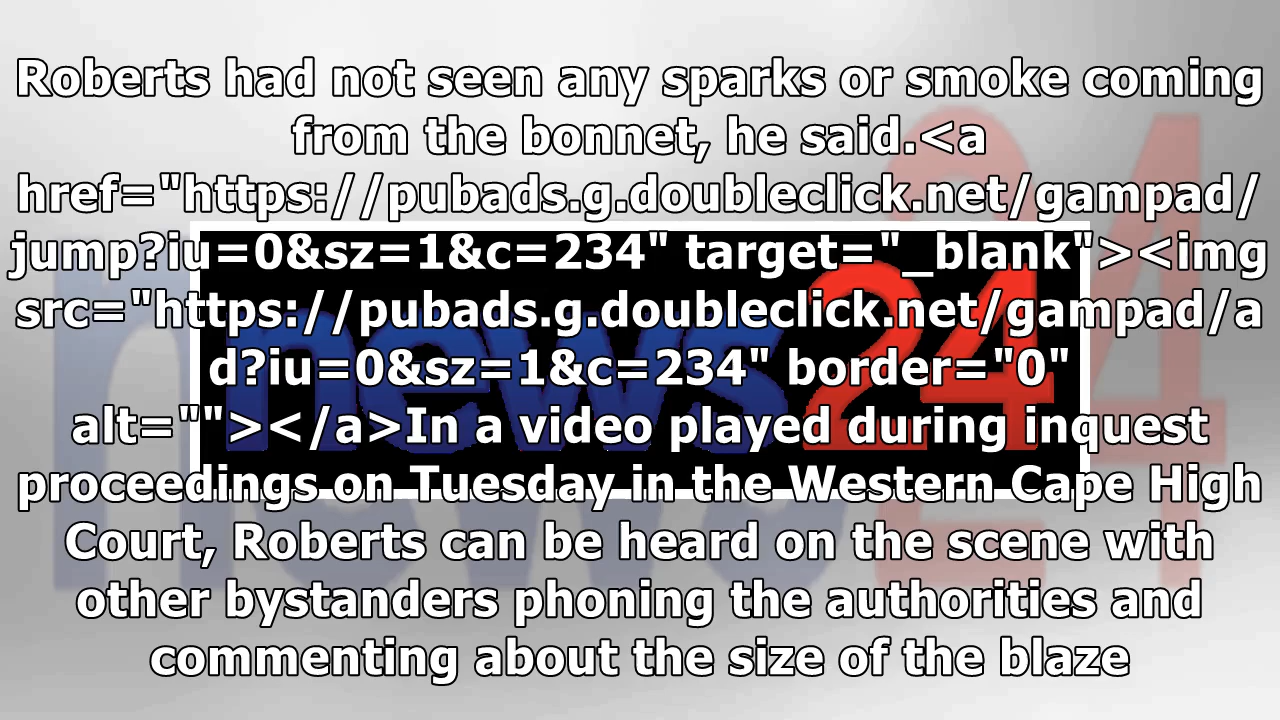 Roberts had not seen any sparks or smoke coming
from the bonnet, he said.<a
href="https://pubads.g.doubleclick.net/gampad/
jump?iu=0&sz=1&c=234" target="_blank"><img
src="https://pubads.g.doubleclick.net/gampad/a
d?iu=0&sz=1&c=234" border="0"
alt=""></a>In a video played during inquest
proceedings on Tuesday in the Western Cape High
Court, Roberts can be heard on the scene with
other bystanders phoning the authorities and
commenting about the size of the blaze
news24